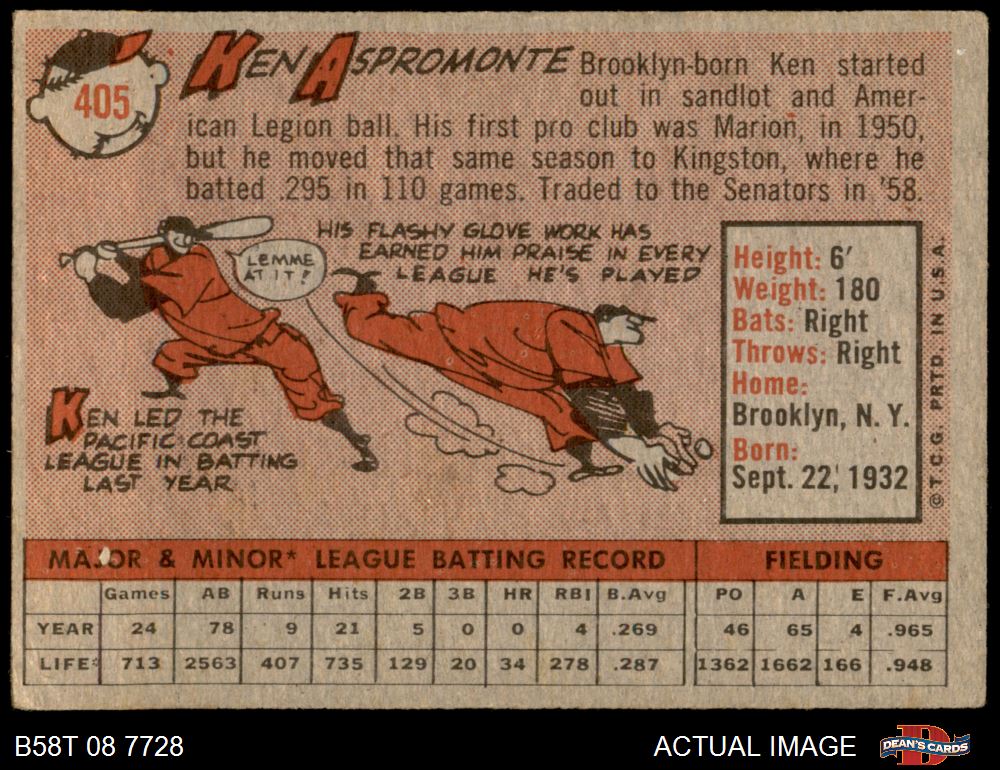 405
KEN ASPROMONTE Brooklyn-born Ken started
out in sandlot and Amer-
ican Legion ball. His first pro club was Marion, in 1950,
but he moved that same season to Kingston, where he
batted .295 in 110 games. Traded to the Senators in '58.
HIS FLASHY GLOVE WORK HAS
EARNED HIM PRAISE IN EVERY
LEAGUE HE'S PLAYED
LEMME
AT IT!
KEN LED THE
PACIFIC COAST
LEAGUE IN BATTING
LAST YEAR
Height: 6'
Weight: 180
Bats: Right
Throws: Right
Home:
Brooklyn, N. Y.
Born:
Sept. 22, 1932
© T.C.G. PRTD. IN U.S.A.
MAJOR & MINOR* LEAGUE BATTING RECORD FIELDING
Games AB Runs Hits 2B 3B HR RBI B.Avg PO A E F.Avg
YEAR 24 78 9 21 5 0 0 4 .269 46 65 4 .965
LIFE* 713 2563 407 735 129 20 34 278 .287 1362 1662 166 .948
B58T 08 7728
ACTUAL IMAGE
D
DEAN'S CARDS